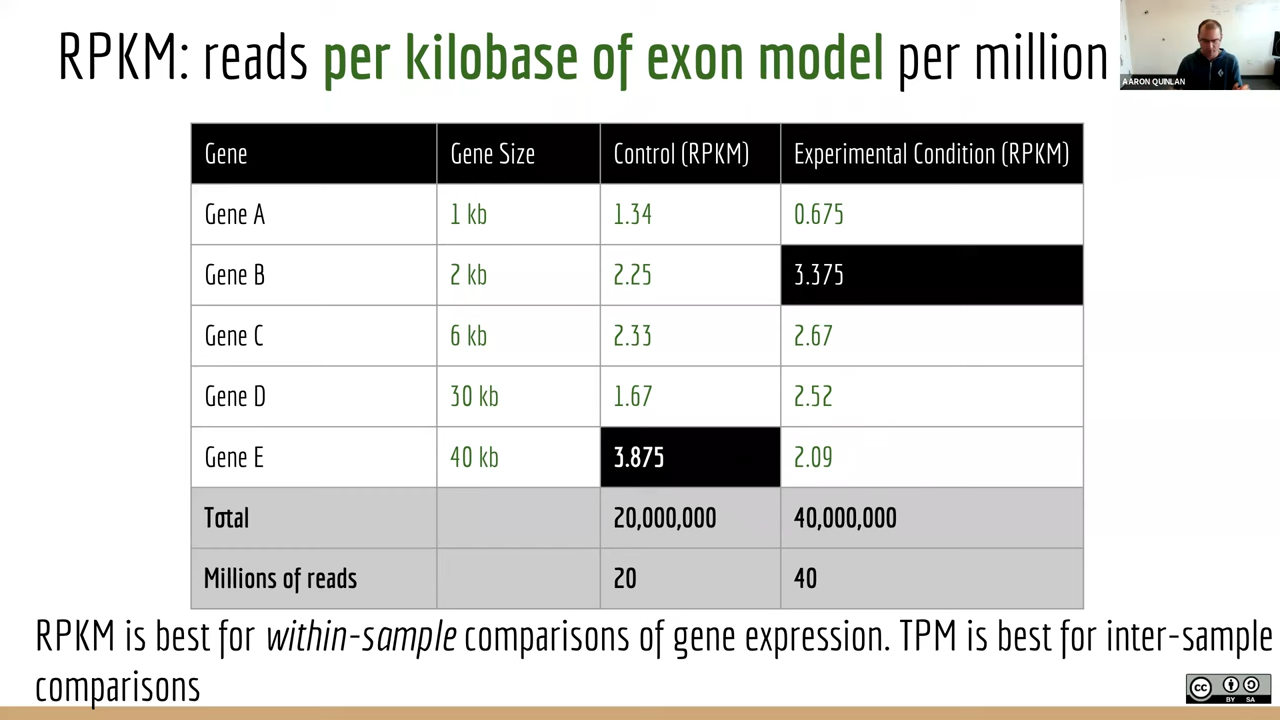 RPKM: reads per kilobase of exon model per million
AARON QUINLAN
Gene Gene Size Control (RPKM) Experimental Condition (RPKM)
Gene A 1 kb 1.34 0.675
Gene B 2 kb 2.25 3.375
Gene C 6 kb 2.33 2.67
Gene D 30 kb 1.67 2.52
Gene E 40 kb 3.875 2.09
Total 20,000,000 40,000,000
Millions of reads 20 40
RPKM is best for within-sample comparisons of gene expression. TPM is best for inter-sample
comparisons
cc
BY SA